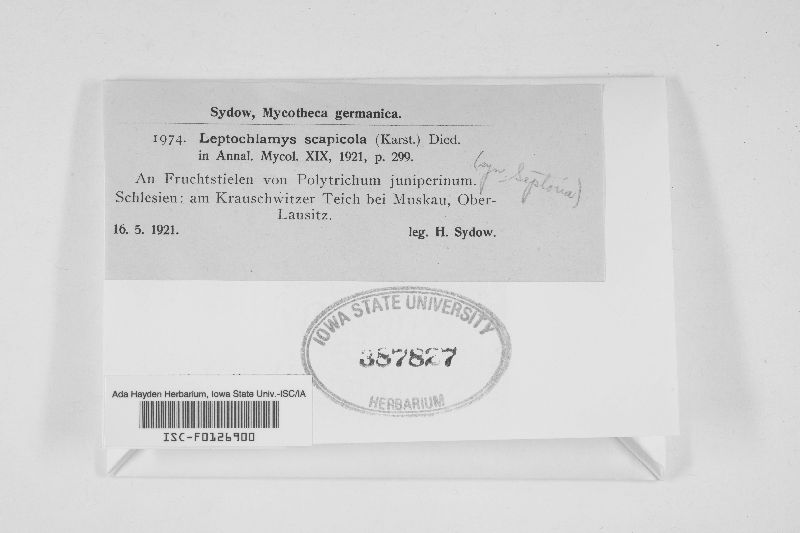 Sydow, Mycotheca germanica.
1974. Leptochlamys scapicola (Karst.) Died.
in Annal. Mycol. XIX, 1921, p. 299.
(syn. Septoria)
An Fruchtstielen von Polytrichum juniperinum.
Schlesien: am Krauschwitzer Teich bei Muskau, Ober-
Lausitz.
16. 5. 1921. leg. H. Sydow.
IOWA STATE UNIVERSITY
387827
HERBARIUM
Ada Hayden Herbarium, Iowa State Univ.-ISC/IA
ISC-F0126900